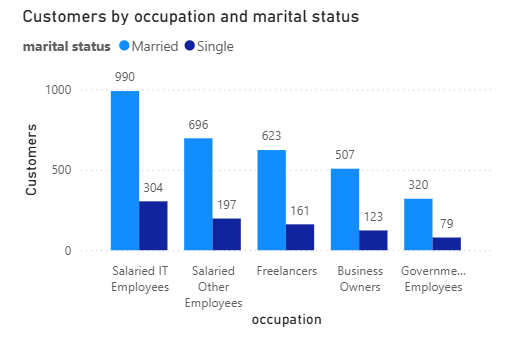 Customers by occupation and marital status
marital status Married Single
990
1000
696
623
507
500
304
320
197
161
123
79
0
Customers
Salaried IT
Employees
Salaried
Other
Employees
Freelancers
Business
Owners
Governme...
Employees
occupation